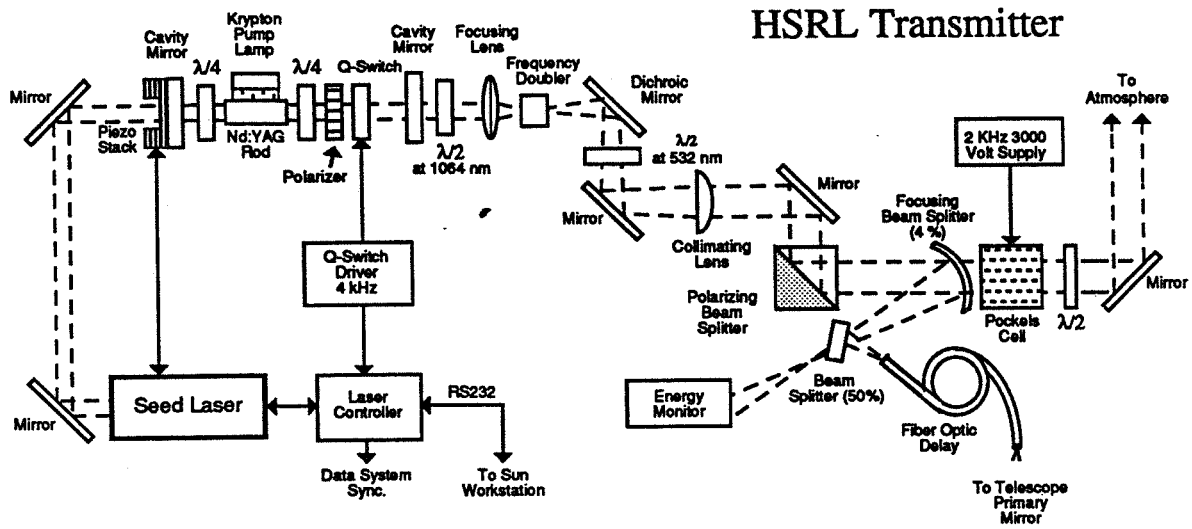 HSRL Transmitter
Krypton
Pump
Lamp
Cavity
Mirror
λ/4
λ/4
Q-Switch
Cavity
Mirror
Focusing
Lens
Frequency
Doubler
Dichroic
Mirror
Mirror
Piezo
Stack
Nd:YAG
Rod
Polarizer
λ/2
at 1064 nm
λ/2
at 532 nm
Mirror
Collimating
Lens
Mirror
Focusing
Beam Splitter
(4 %)
2 KHz 3000
Volt Supply
To
Atmosphere
Polarizing
Beam
Splitter
Pockels
Cell
λ/2
Mirror
Q-Switch
Driver
4 kHz
Mirror
Seed Laser
Laser
Controller
RS232
Data System
Sync.
To Sun
Workstation
Energy
Monitor
Beam
Splitter (50%)
Fiber Optic
Delay
To Telescope
Primary
Mirror